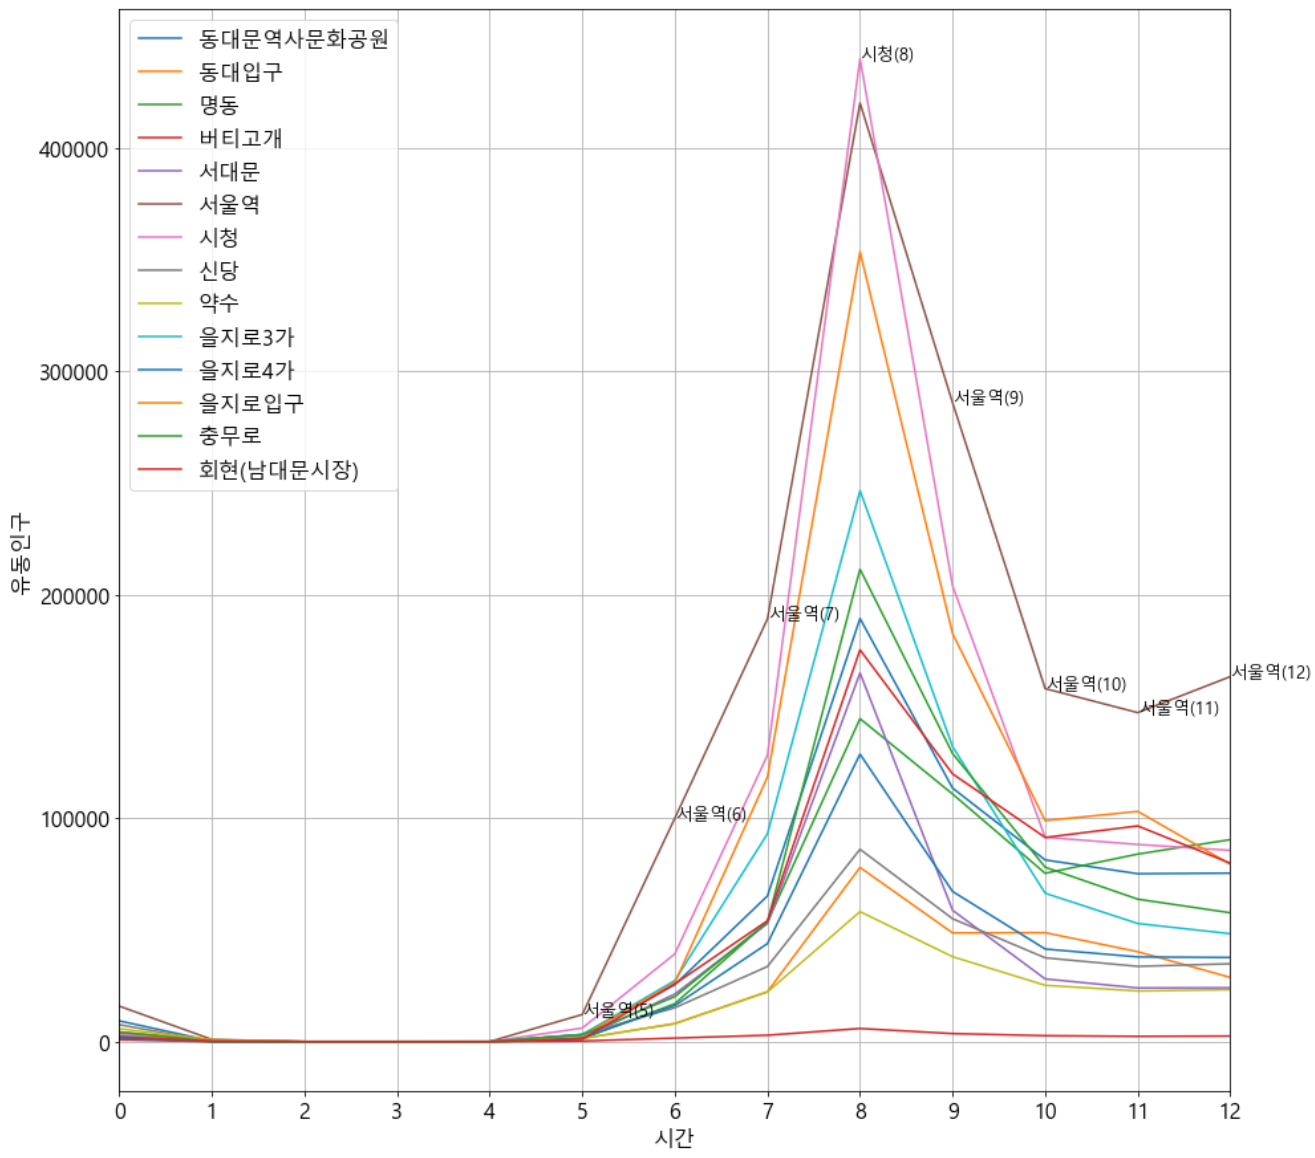 동대문역사문화공원
동대입구
명동
버티고개
서대문
서울역
시청
신당
약수
을지로3가
을지로4가
을지로입구
충무로
회현(남대문시장)
시청(8)
서울역(9)
서울역(7)
서울역(10)
서울역(11)
서울역(12)
서울역(6)
서울역(5)
400000
300000
200000
100000
0
유동인구
0 1 2 3 4 5 6 7 8 9 10 11 12
시간